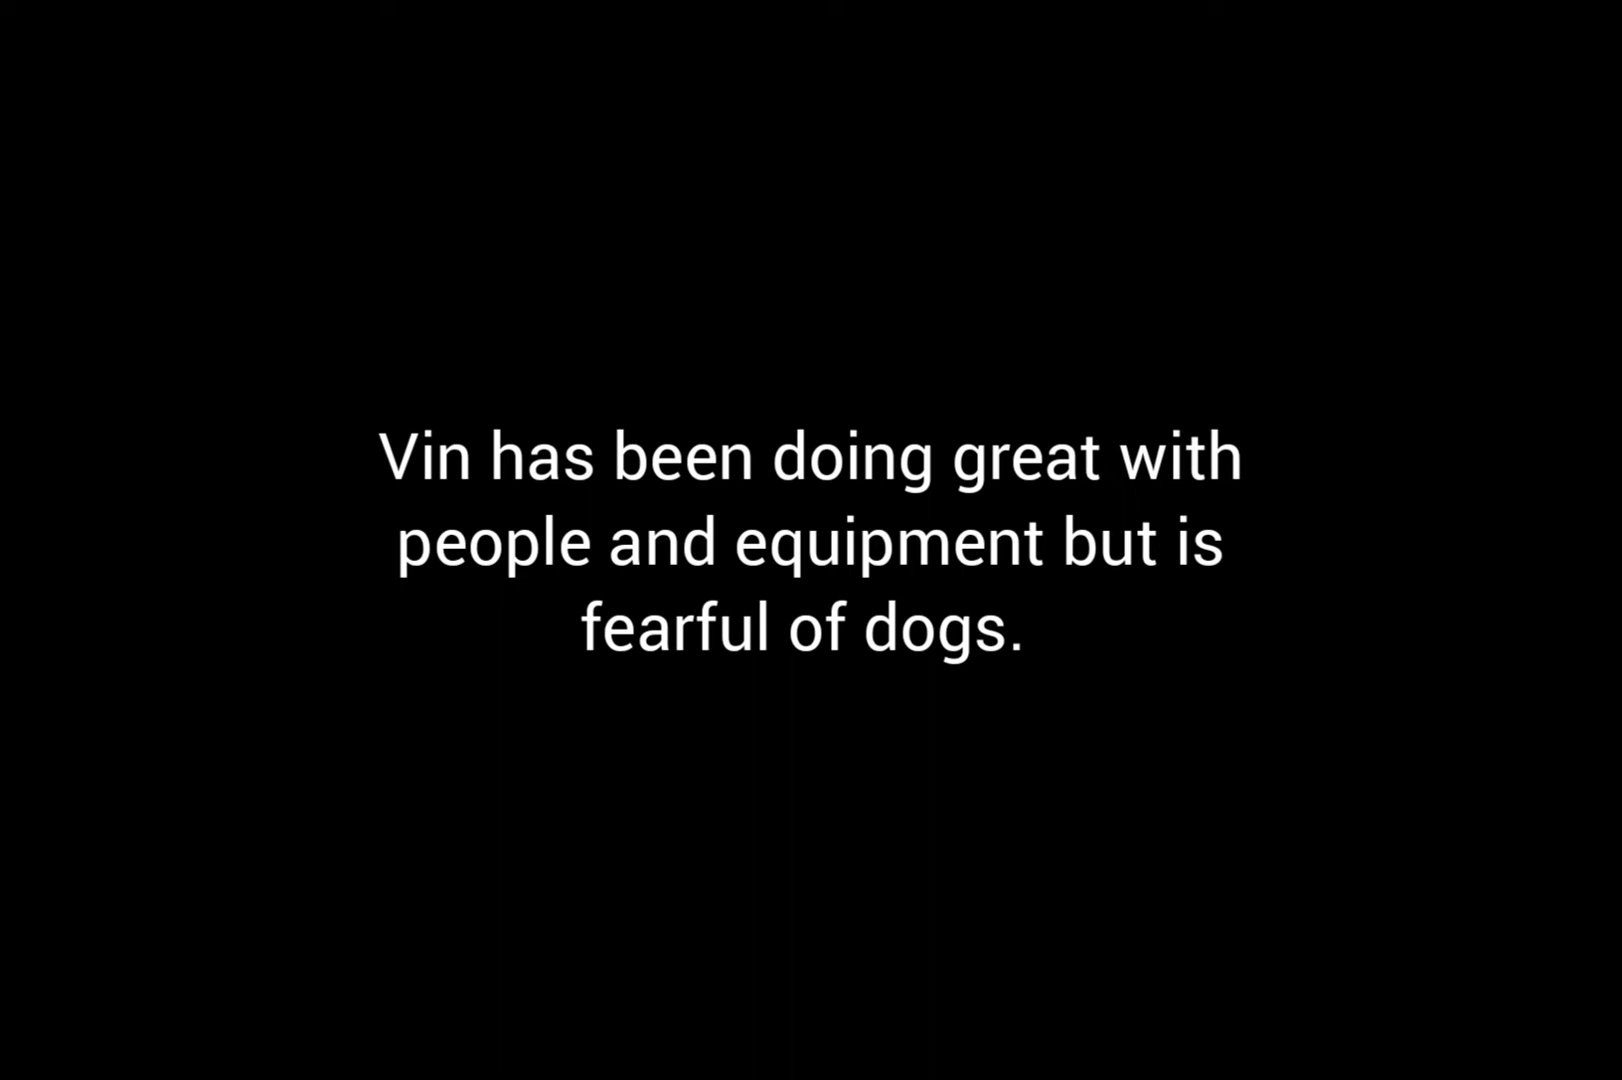 Vin has been doing great with
people and equipment but is
fearful of dogs.